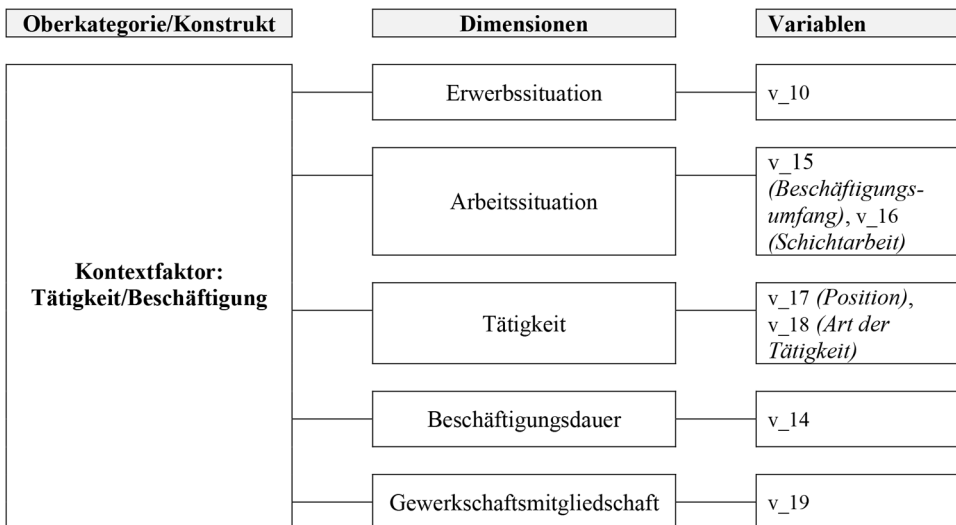 Oberkategorie/Konstrukt
Dimensionen
Variablen
Kontextfaktor:
Tätigkeit/Beschäftigung
Erwerbssituation
v_10
Arbeitssituation
v_15
(Beschäftigungs-
umfang), v_16
(Schichtarbeit)
Tätigkeit
v_17 (Position),
v_18 (Art der
Tätigkeit)
Beschäftigungsdauer
v_14
Gewerkschaftsmitgliedschaft
v_19